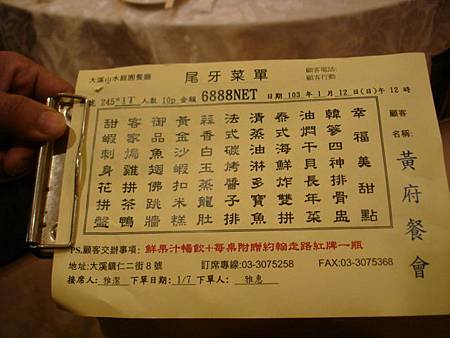 大溪山水庭園餐廳
尾牙菜單
顧客電話:
顧客行動:
號 245*1T 人數 10p 金額 6888NET 日期 103 年 1 月 12 日(日)午 12 時
顧客名稱: 黃府餐會
幸福美甜點
韓蔘四神排骨盅
油燜干貝長年菜
泰式海鮮炸雙拼
清蒸多寶魚
法式碳烤醬子排
蒜香白玉蒸龍肚
黃金沙蝦扣米糕
御品魚翅佛跳牆
客家焗雞拼茶鴨
甜蝦刺身花拼盤
PS.顧客交辦事項: 鮮果汁暢飲+每桌附贈約翰走路紅牌一瓶
地址:大溪鎮仁二街8號 訂席專線:03-3075258 FAX:03-3075368
接席人: 雅潔 下單日期: 1/7 下單人: 雅惠